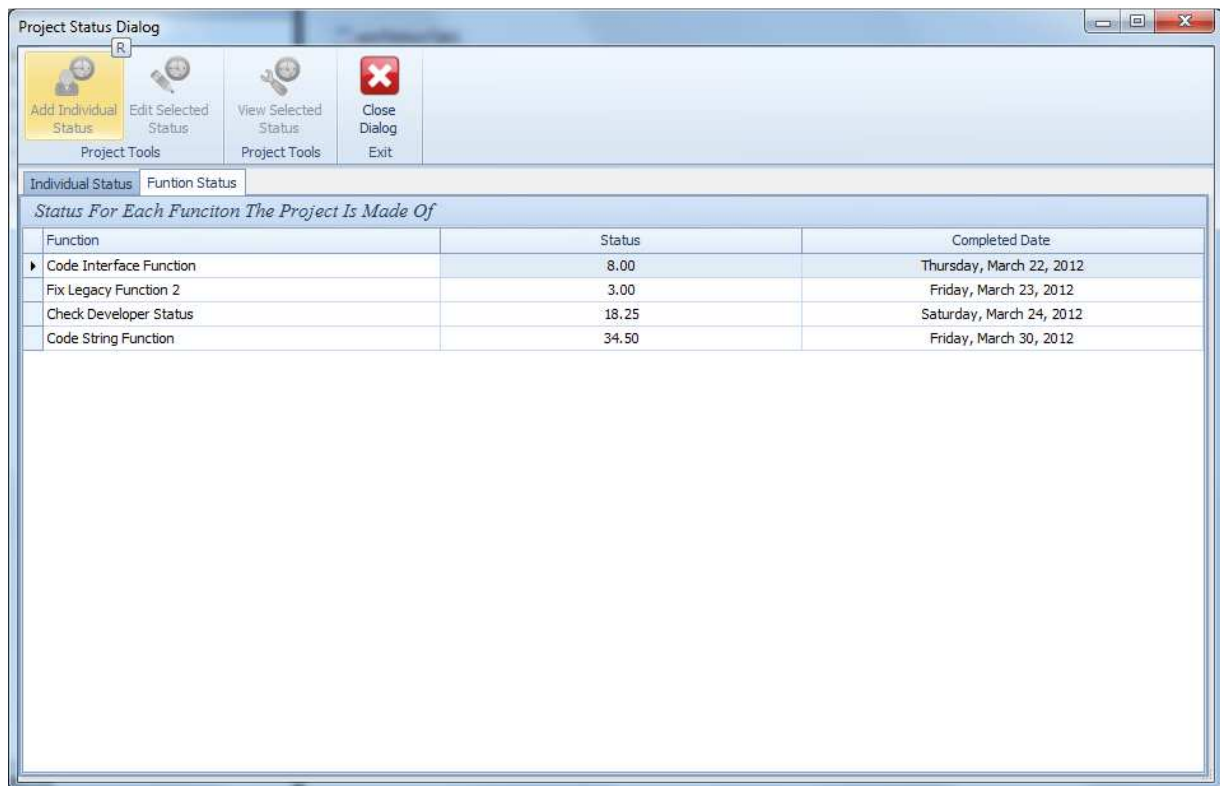 Project Status Dialog
R
Add Individual Status
Edit Selected Status
View Selected Status
Close Dialog
Project Tools
Project Tools
Exit
Individual Status
Funtion Status
Status For Each Funciton The Project Is Made Of
Function Status Completed Date
Code Interface Function 8.00 Thursday, March 22, 2012
Fix Legacy Function 2 3.00 Friday, March 23, 2012
Check Developer Status 18.25 Saturday, March 24, 2012
Code String Function 34.50 Friday, March 30, 2012